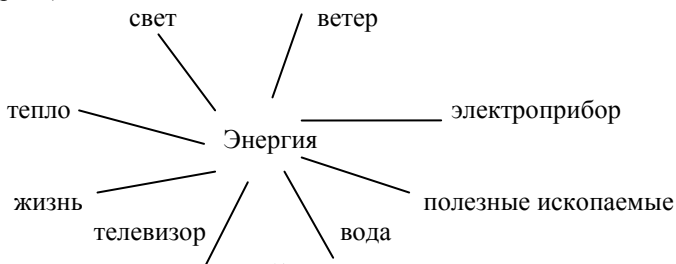 свет ветер
тепло электроприбор
Энергия
жизнь полезные ископаемые
телевизор вода